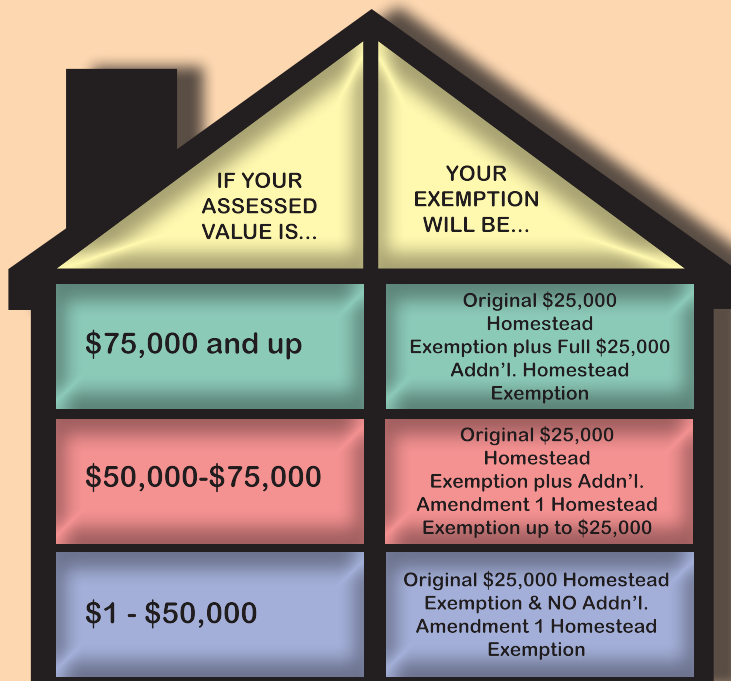 IF YOUR
ASSESSED
VALUE IS...
YOUR
EXEMPTION
WILL BE...
$75,000 and up
Original $25,000
Homestead
Exemption plus Full $25,000
Addn'l. Homestead
Exemption
$50,000-$75,000
Original $25,000
Homestead
Exemption plus Addn'l.
Amendment 1 Homestead
Exemption up to $25,000
$1 - $50,000
Original $25,000 Homestead
Exemption & NO Addn'l.
Amendment 1 Homestead
Exemption